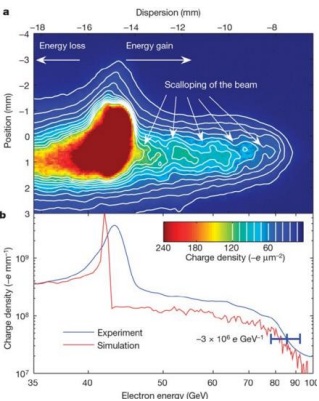 a
Dispersion (mm)
−18 −16 −14 −12 −10 −8
Energy loss Energy gain
Scalloping of the beam
Position (mm)
−4
−3
−2
−1
0
1
2
3
b
240 180 120 60
Charge density (−e µm⁻²)
Charge density (−e mm⁻¹)
10⁹
10⁸
10⁷
Experiment
Simulation
~3 × 10⁶ e GeV⁻¹
35 40 50 60 70 80 90 100
Electron energy (GeV)